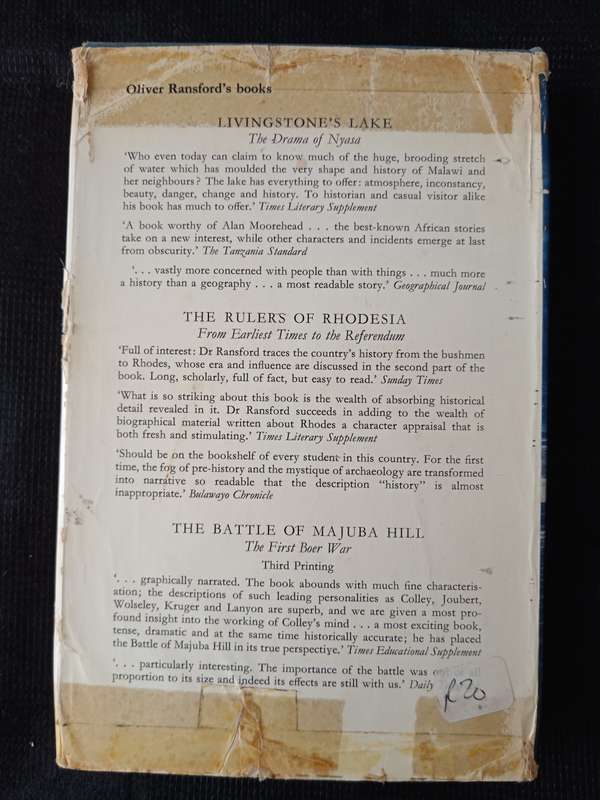 Oliver Ransford's books
LIVINGSTONE'S LAKE
The Drama of Nyasa
'Who even today can claim to know much of the huge, brooding stretch
of water which has moulded the very shape and history of Malawi and
her neighbours? The lake has everything to offer: atmosphere, inconstancy,
beauty, danger, change and history. To historian and casual visitor alike
his book has much to offer.' Times Literary Supplement
'A book worthy of Alan Moorehead . . . the best-known African stories
take on a new interest, while other characters and incidents emerge at last
from obscurity.' The Tanzania Standard
'. . . vastly more concerned with people than with things . . . much more
a history than a geography . . . a most readable story.' Geographical Journal
THE RULERS OF RHODESIA
From Earliest Times to the Referendum
'Full of interest: Dr Ransford traces the country's history from the bushmen
to Rhodes, whose era and influence are discussed in the second part of the
book. Long, scholarly, full of fact, but easy to read.' Sunday Times
'What is so striking about this book is the wealth of absorbing historical
detail revealed in it. Dr Ransford succeeds in adding to the wealth of
biographical material written about Rhodes a character appraisal that is
both fresh and stimulating.' Times Literary Supplement
'Should be on the bookshelf of every student in this country. For the first
time, the fog of pre-history and the mystique of archaeology are transformed
into narrative so readable that the description "history" is almost
inappropriate.' Bulawayo Chronicle
THE BATTLE OF MAJUBA HILL
The First Boer War
Third Printing
'. . . graphically narrated. The book abounds with much fine characteris-
ation; the descriptions of such leading personalities as Colley, Joubert,
Wolseley, Kruger and Lanyon are superb, and we are given a most pro-
found insight into the working of Colley's mind . . . a most exciting book,
tense, dramatic and at the same time historically accurate; he has placed
the Battle of Majuba Hill in its true perspective.' Times Educational Supplement
'. . . particularly interesting. The importance of the battle was out of all
proportion to its size and indeed its effects are still with us.' Daily
R20